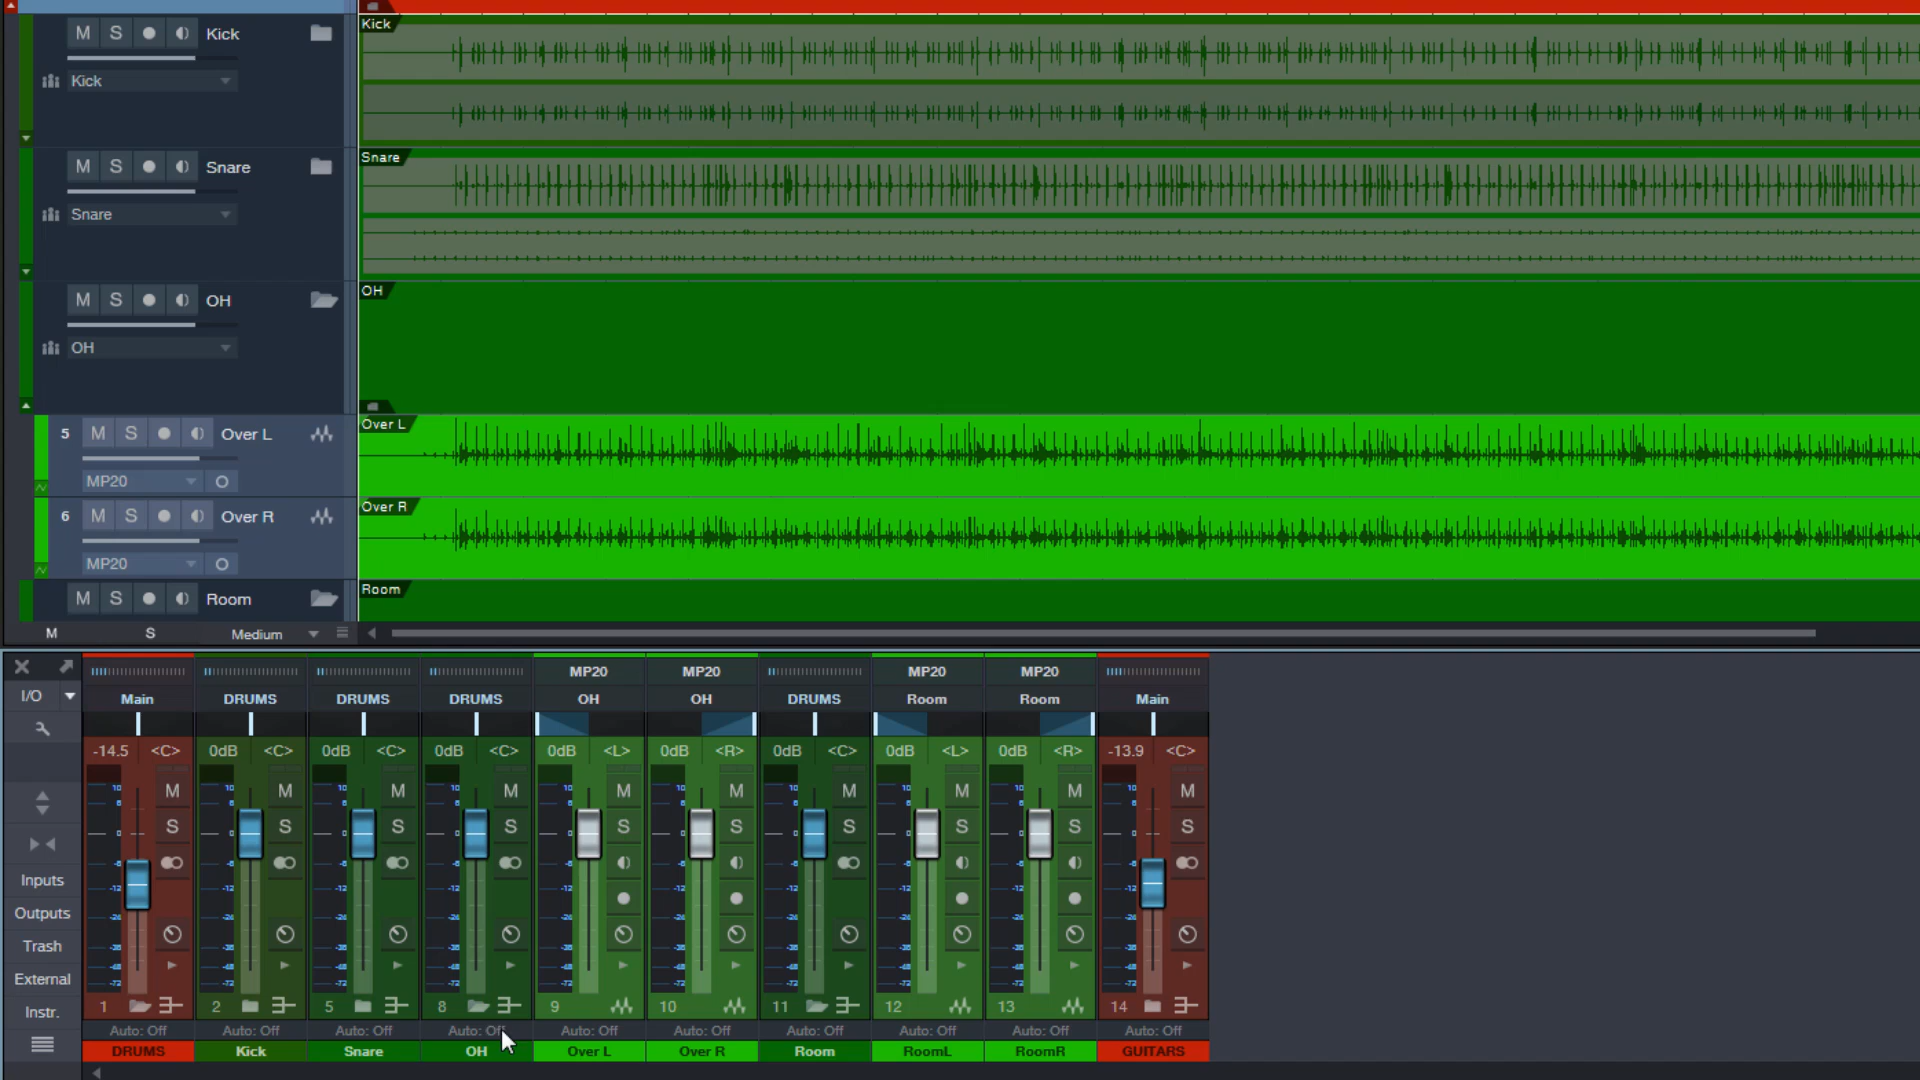 M S Kick
Kick
Kick
M S Snare
Snare
Snare
M S OH
OH
OH
5 M S Over L
MP20
Over L
6 M S Over R
MP20
Over R
M S Room
Room
M S Medium
I/O
Inputs
Outputs
Trash
External
Instr.
MP20 MP20 MP20 MP20
Main DRUMS DRUMS DRUMS OH OH DRUMS Room Room Main
-14.5 <C> 0dB <C> 0dB <C> 0dB <C> 0dB <L> 0dB <R> 0dB <C> 0dB <L> 0dB <R> -13.9 <C>
M M M M M M M M M M
S S S S S S S S S S
1 2 5 8 9 10 11 12 13 14
Auto: Off Auto: Off Auto: Off Auto: Off Auto: Off Auto: Off Auto: Off Auto: Off Auto: Off Auto: Off
DRUMS Kick Snare OH Over L Over R Room RoomL RoomR GUITARS